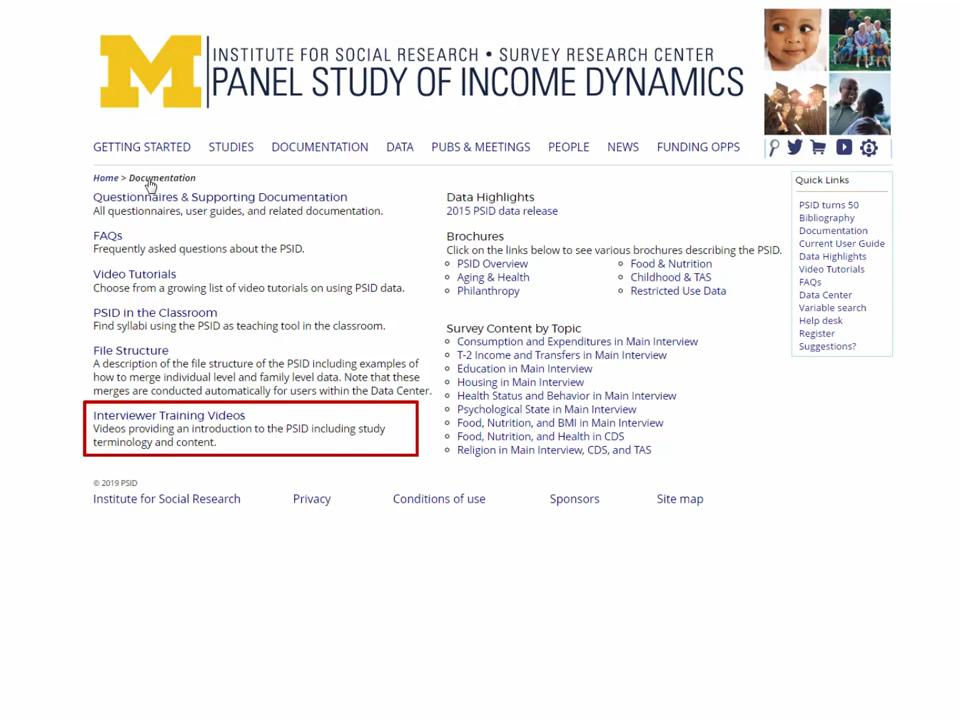 M
INSTITUTE FOR SOCIAL RESEARCH • SURVEY RESEARCH CENTER
PANEL STUDY OF INCOME DYNAMICS
GETTING STARTED STUDIES DOCUMENTATION DATA PUBS & MEETINGS PEOPLE NEWS FUNDING OPPS
Home > Documentation
Questionnaires & Supporting Documentation
All questionnaires, user guides, and related documentation.
FAQs
Frequently asked questions about the PSID.
Video Tutorials
Choose from a growing list of video tutorials on using PSID data.
PSID in the Classroom
Find syllabi using the PSID as teaching tool in the classroom.
File Structure
A description of the file structure of the PSID including examples of
how to merge individual level and family level data. Note that these
merges are conducted automatically for users within the Data Center.
Interviewer Training Videos
Videos providing an introduction to the PSID including study
terminology and content.
Data Highlights
2015 PSID data release
Brochures
Click on the links below to see various brochures describing the PSID.
PSID Overview
Aging & Health
Philanthropy
Food & Nutrition
Childhood & TAS
Restricted Use Data
Survey Content by Topic
Consumption and Expenditures in Main Interview
T-2 Income and Transfers in Main Interview
Education in Main Interview
Housing in Main Interview
Health Status and Behavior in Main Interview
Psychological State in Main Interview
Food, Nutrition, and BMI in Main Interview
Food, Nutrition, and Health in CDS
Religion in Main Interview, CDS, and TAS
Quick Links
PSID turns 50
Bibliography
Documentation
Current User Guide
Data Highlights
Video Tutorials
FAQs
Data Center
Variable search
Help desk
Register
Suggestions?
© 2019 PSID
Institute for Social Research Privacy Conditions of use Sponsors Site map